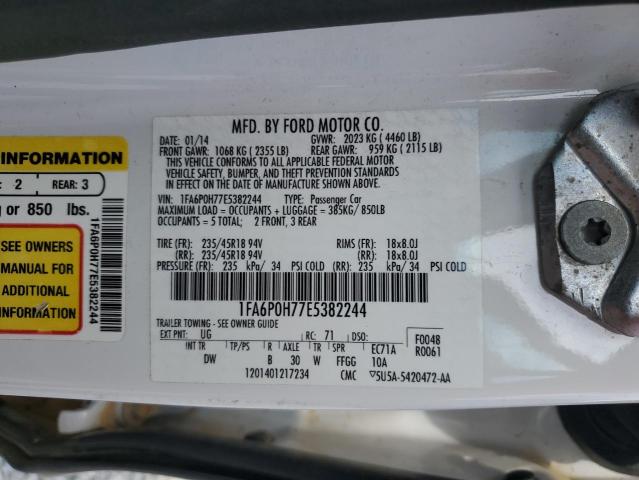 MFD. BY FORD MOTOR CO.
DATE: 01/14 GVWR: 2023 KG ( 4460 LB)
FRONT GAWR: 1068 KG ( 2355 LB) REAR GAWR: 959 KG ( 2115 LB)
THIS VEHICLE CONFORMS TO ALL APPLICABLE FEDERAL MOTOR
VEHICLE SAFETY, BUMPER, AND THEFT PREVENTION STANDARDS
IN EFFECT ON THE DATE OF MANUFACTURE SHOWN ABOVE.
VIN: 1FA6P0H77E5382244 TYPE: Passenger Car
MAXIMUM LOAD = OCCUPANTS + LUGGAGE = 385KG/ 850LB
OCCUPANTS = 5 TOTAL: 2 FRONT, 3 REAR
TIRE (FR): 235/45R18 94V RIMS (FR): 18x8.0J
(RR): 235/45R18 94V (RR): 18x8.0J
PRESSURE (FR): 235 kPa/ 34 PSI COLD (RR): 235 kPa/ 34 PSI COLD
1FA6P0H77E5382244
TRAILER TOWING - SEE OWNER GUIDE
EXT PNT: UG RC: 71 DSO: F0048
INT TR TP/PS R AXLE TR SPR EC71A R0061
DW B 30 W FFGG 10A
1201401217234 CMC 5U5A-5420472-AA
INFORMATION
2 REAR: 3
g or 850 lbs.
SEE OWNERS
MANUAL FOR
ADDITIONAL
INFORMATION
1FA6P0H77E5382244